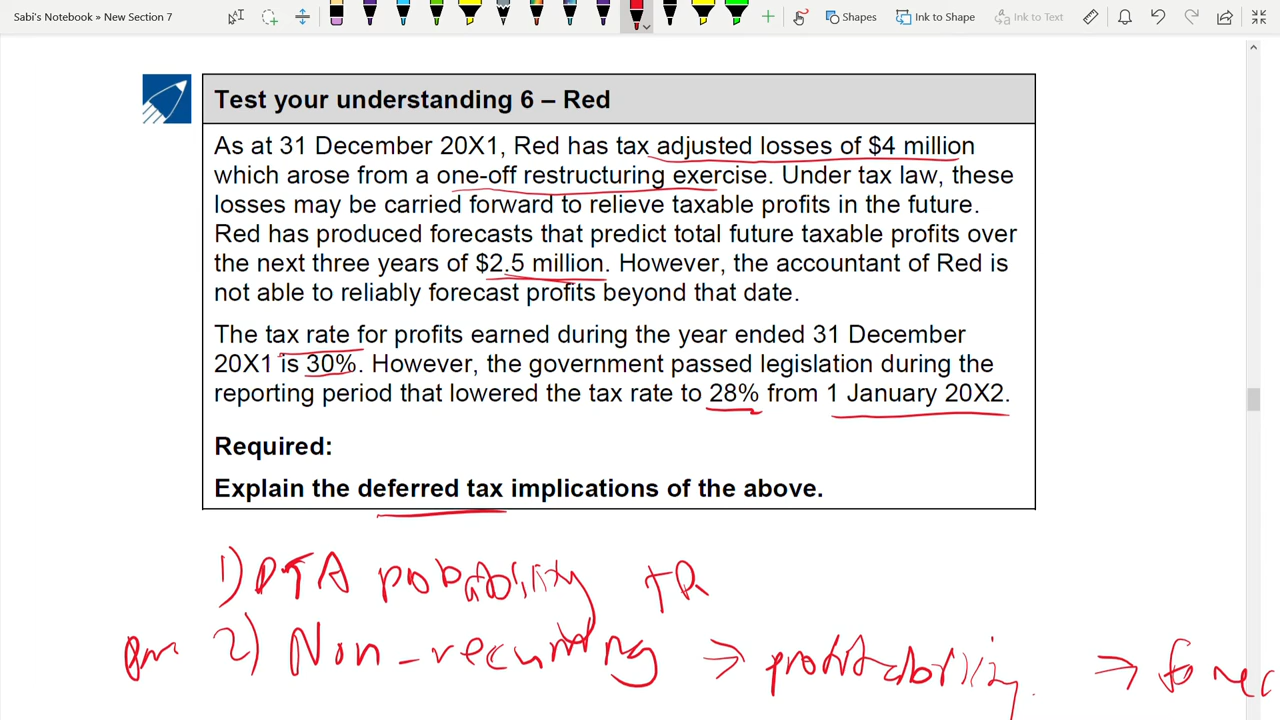 Sabi's Notebook » New Section 7
Shapes
Ink to Shape
Ink to Text
Test your understanding 6 – Red
As at 31 December 20X1, Red has tax adjusted losses of $4 million
which arose from a one-off restructuring exercise. Under tax law, these
losses may be carried forward to relieve taxable profits in the future.
Red has produced forecasts that predict total future taxable profits over
the next three years of $2.5 million. However, the accountant of Red is
not able to reliably forecast profits beyond that date.
The tax rate for profits earned during the year ended 31 December
20X1 is 30%. However, the government passed legislation during the
reporting period that lowered the tax rate to 28% from 1 January 20X2.
Required:
Explain the deferred tax implications of the above.
1) DTA probability TR
2) Non-recurring → profitability → forec